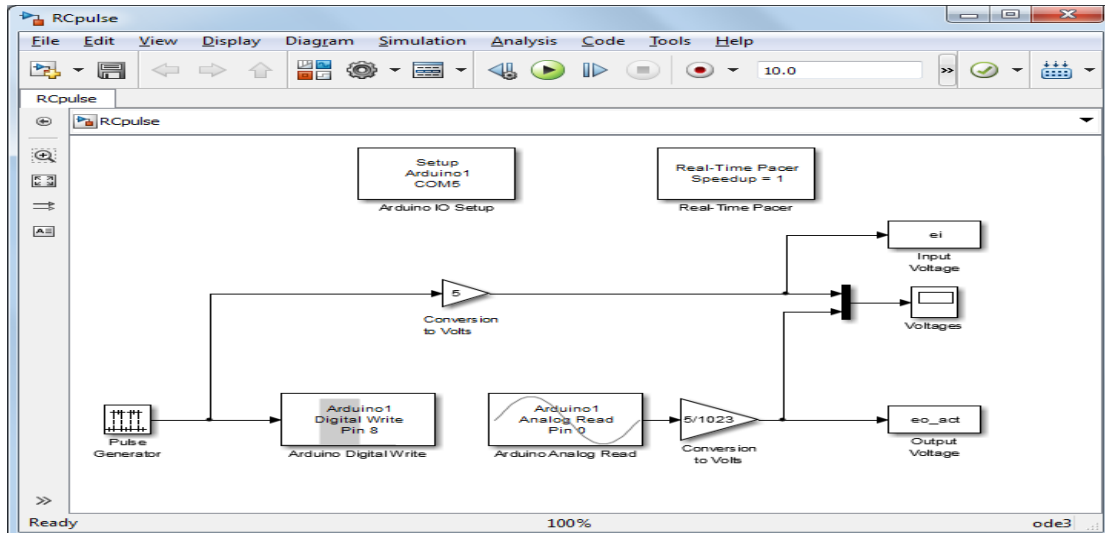 RCpulse
File Edit View Display Diagram Simulation Analysis Code Tools Help
10.0
RCpulse
RCpulse
Setup
Arduino1
COM5
Arduino IO Setup
Real-Time Pacer
Speedup = 1
Real-Time Pacer
ei
Input
Voltage
5
Conversion
to Volts
Voltages
Pulse
Generator
Arduino1
Digital Write
Pin 8
Arduino Digital Write
Arduino1
Analog Read
Pin 0
Arduino Analog Read
5/1023
Conversion
to Volts
eo_act
Output
Voltage
Ready 100% ode3